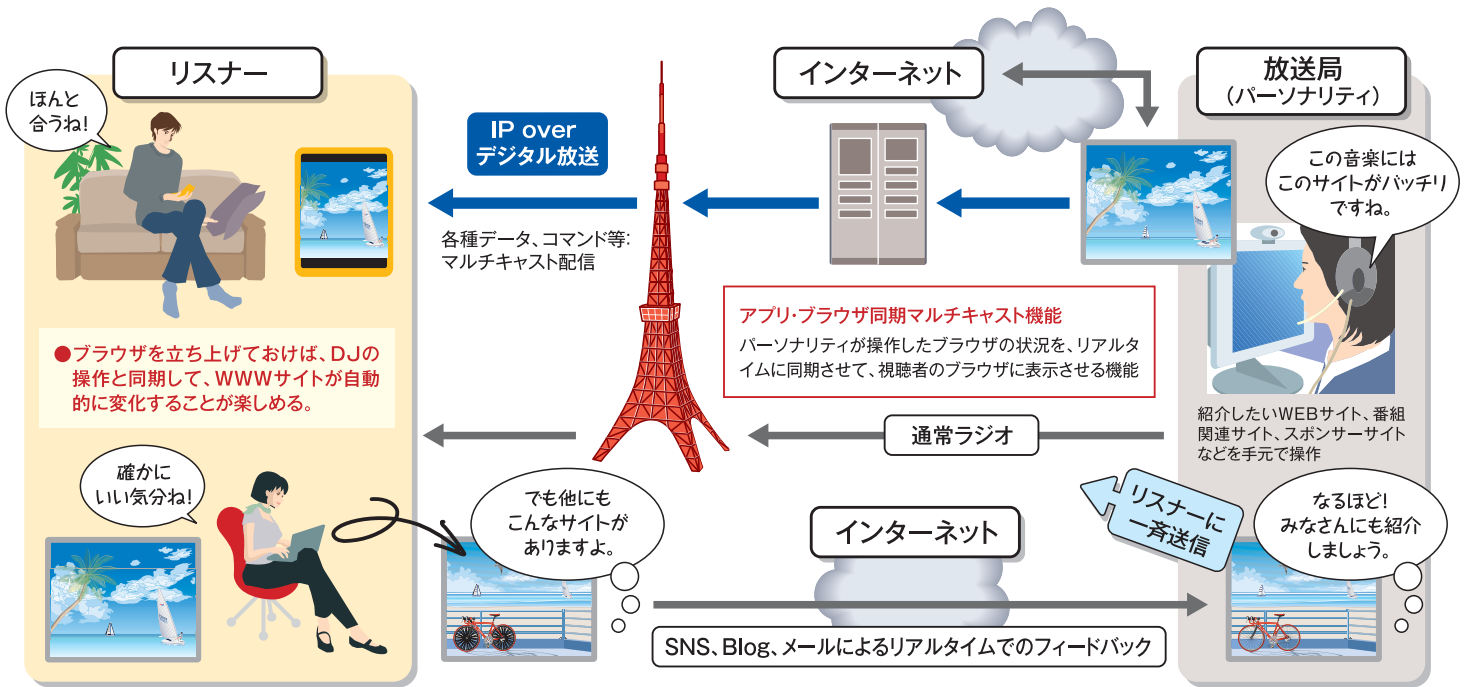 リスナー
ほんと
合うね!
IP over
デジタル放送
各種データ、コマンド等:
マルチキャスト配信
インターネット
放送局
(パーソナリティ)
この音楽には
このサイトがバッチリ
ですね。
アプリ・ブラウザ同期マルチキャスト機能
パーソナリティが操作したブラウザの状況を、リアルタ
イムに同期させて、視聴者のブラウザに表示させる機能
●ブラウザを立ち上げておけば、DJの
操作と同期して、WWWサイトが自動
的に変化することが楽しめる。
紹介したいWEBサイト、番組
関連サイト、スポンサーサイト
などを手元で操作
通常ラジオ
確かに
いい気分ね!
でも他にも
こんなサイトが
ありますよ。
インターネット
リスナーに
一斉送信
なるほど!
みなさんにも紹介
しましょう。
SNS、Blog、メールによるリアルタイムでのフィードバック